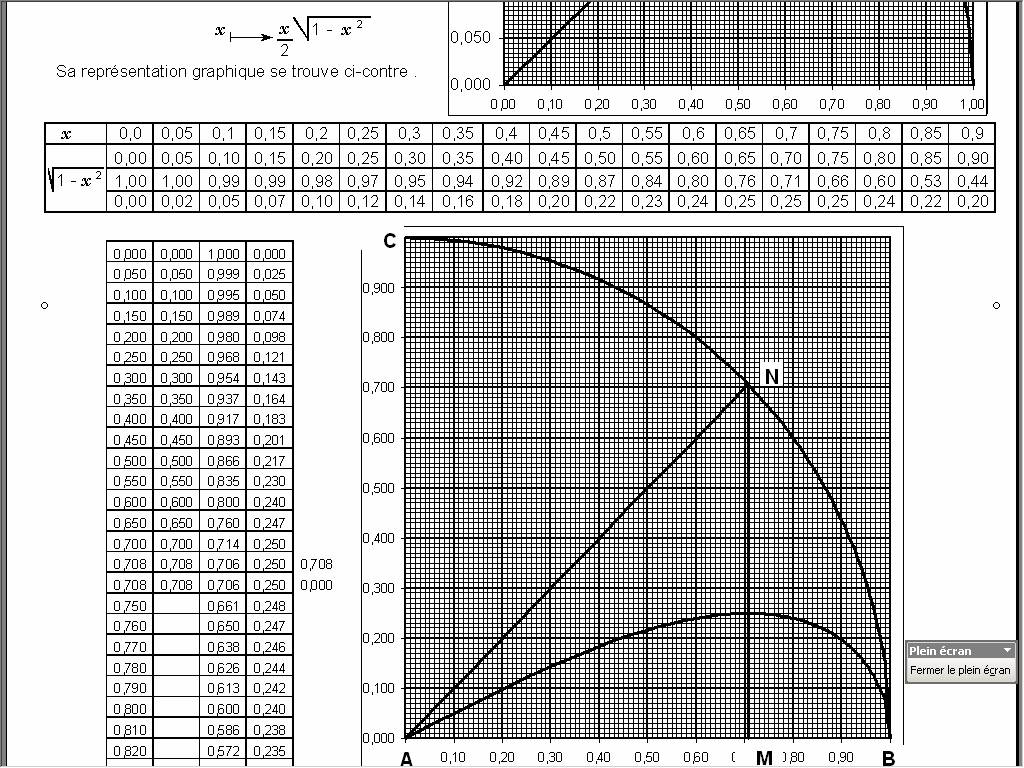 x ↦ x/2 √1 - x ²
Sa représentation graphique se trouve ci-contre .
0,050
0,000
0,00 0,10 0,20 0,30 0,40 0,50 0,60 0,70 0,80 0,90 1,00
x 0,0 0,05 0,1 0,15 0,2 0,25 0,3 0,35 0,4 0,45 0,5 0,55 0,6 0,65 0,7 0,75 0,8 0,85 0,9
0,00 0,05 0,10 0,15 0,20 0,25 0,30 0,35 0,40 0,45 0,50 0,55 0,60 0,65 0,70 0,75 0,80 0,85 0,90
√1 - x ² 1,00 1,00 0,99 0,99 0,98 0,97 0,95 0,94 0,92 0,89 0,87 0,84 0,80 0,76 0,71 0,66 0,60 0,53 0,44
0,00 0,02 0,05 0,07 0,10 0,12 0,14 0,16 0,18 0,20 0,22 0,23 0,24 0,25 0,25 0,25 0,24 0,22 0,20
0,000 0,000 1,000 0,000
0,050 0,050 0,999 0,025
0,100 0,100 0,995 0,050
0,150 0,150 0,989 0,074
0,200 0,200 0,980 0,098
0,250 0,250 0,968 0,121
0,300 0,300 0,954 0,143
0,350 0,350 0,937 0,164
0,400 0,400 0,917 0,183
0,450 0,450 0,893 0,201
0,500 0,500 0,866 0,217
0,550 0,550 0,835 0,230
0,600 0,600 0,800 0,240
0,650 0,650 0,760 0,247
0,700 0,700 0,714 0,250
0,708 0,708 0,706 0,250 0,708
0,708 0,708 0,706 0,250 0,000
0,750 0,661 0,248
0,760 0,650 0,247
0,770 0,638 0,246
0,780 0,626 0,244
0,790 0,613 0,242
0,800 0,600 0,240
0,810 0,586 0,238
0,820 0,572 0,235
C
0,900
0,800
0,700
0,600
0,500
0,400
0,300
0,200
0,100
0,000
N
A 0,10 0,20 0,30 0,40 0,50 0,60 M 0,90 B
Plein écran
Fermer le plein écran